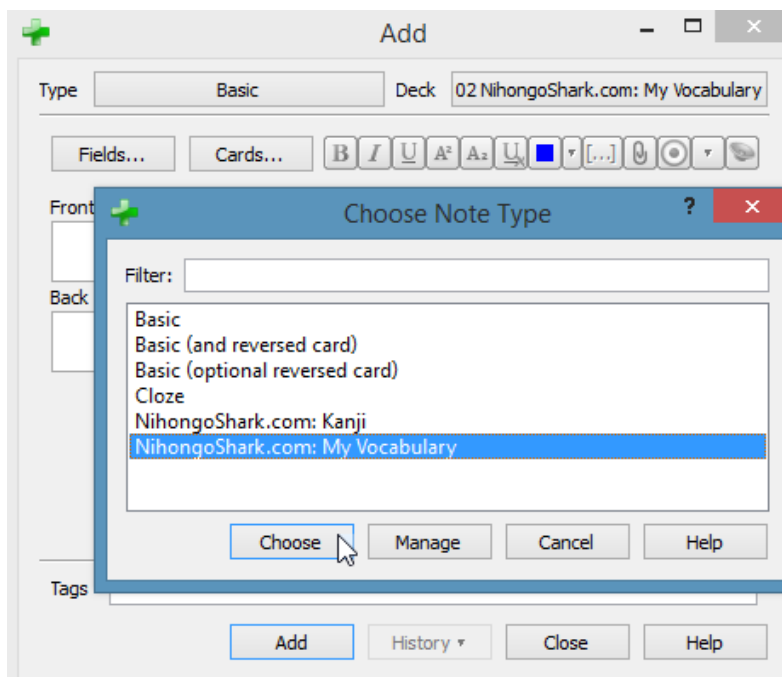 Add
Type Basic Deck 02 NihongoShark.com: My Vocabulary
Fields... Cards... B I U A² A₂ U [...]
Front
Choose Note Type ?
Filter:
Back
Basic
Basic (and reversed card)
Basic (optional reversed card)
Cloze
NihongoShark.com: Kanji
NihongoShark.com: My Vocabulary
Choose Manage Cancel Help
Tags
Add History Close Help